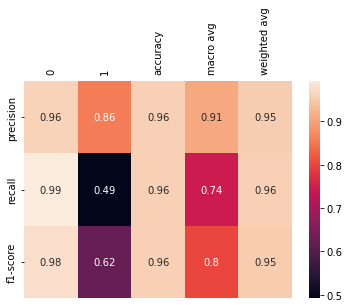 0 1 accuracy macro avg weighted avg
precision 0.96 0.86 0.96 0.91 0.95
recall 0.99 0.49 0.96 0.74 0.96
f1-score 0.98 0.62 0.96 0.8 0.95
0.9
0.8
0.7
0.6
0.5